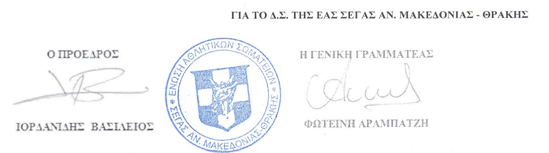 ΓΙΑ ΤΟ Δ.Σ. ΤΗΣ ΕΑΣ ΣΕΓΑΣ ΑΝ. ΜΑΚΕΔΟΝΙΑΣ - ΘΡΑΚΗΣ
Ο ΠΡΟΕΔΡΟΣ
Η ΓΕΝΙΚΗ ΓΡΑΜΜΑΤΕΑΣ
ΕΝΩΣΗ ΑΘΛΗΤΙΚΩΝ ΣΩΜΑΤΕΙΩΝ
ΣΕΓΑΣ ΑΝ. ΜΑΚΕΔΟΝΙΑΣ-ΘΡΑΚΗΣ
ΙΟΡΔΑΝΙΔΗΣ ΒΑΣΙΛΕΙΟΣ
ΦΩΤΕΙΝΗ ΑΡΑΜΠΑΤΖΗ